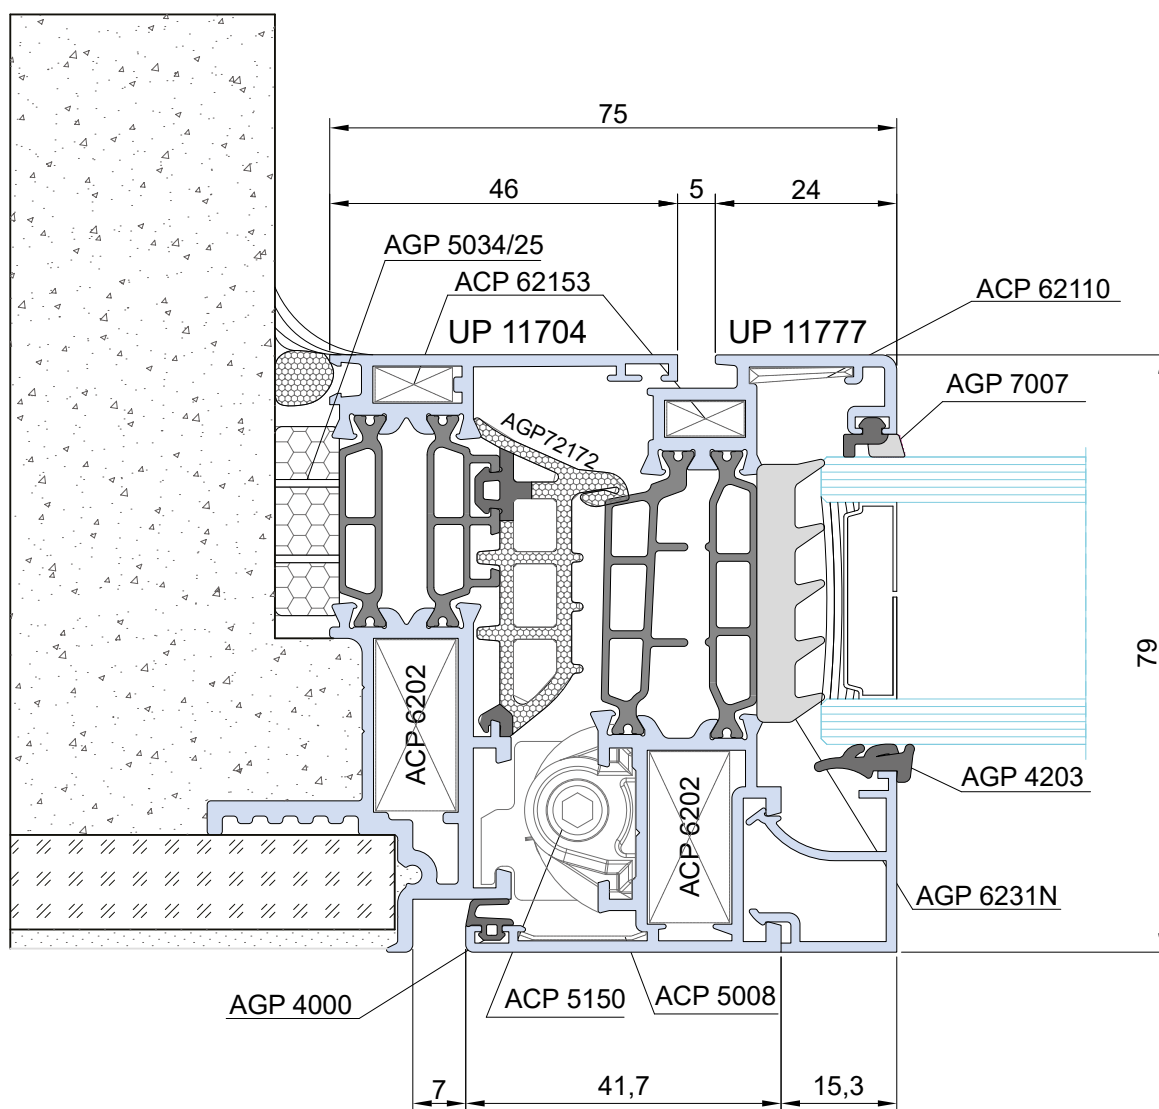 75
46 5 24
AGP 5034/25
ACP 62153
ACP 62110
UP 11704
UP 11777
AGP 7007
AGP72172
79
ACP 6202
ACP 6202
AGP 4203
AGP 6231N
AGP 4000
ACP 5150
ACP 5008
7 41,7 15,3